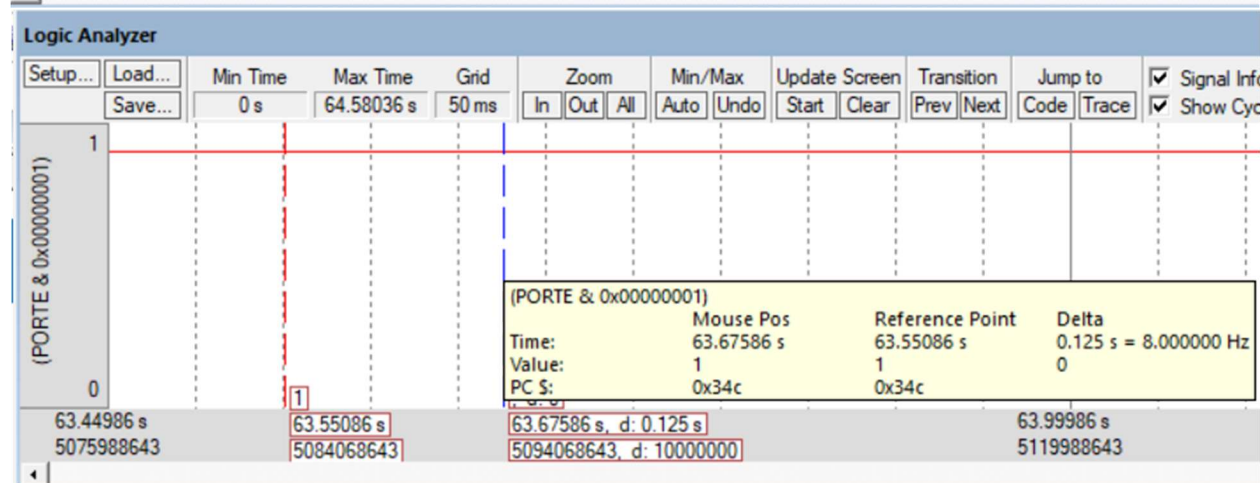 Logic Analyzer
Setup... Load... Min Time Max Time Grid Zoom Min/Max Update Screen Transition Jump to Signal Info
Save... 0 s 64.58036 s 50 ms In Out All Auto Undo Start Clear Prev Next Code Trace Show Cyc
1
(PORTE & 0x00000001)
0
(PORTE & 0x00000001)
Mouse Pos Reference Point Delta
Time: 63.67586 s 63.55086 s 0.125 s = 8.000000 Hz
Value: 1 1 0
PC $: 0x34c 0x34c
1
63.44986 s 63.55086 s 63.67586 s, d: 0.125 s 63.99986 s
5075988643 5084068643 5094068643, d: 10000000 5119988643